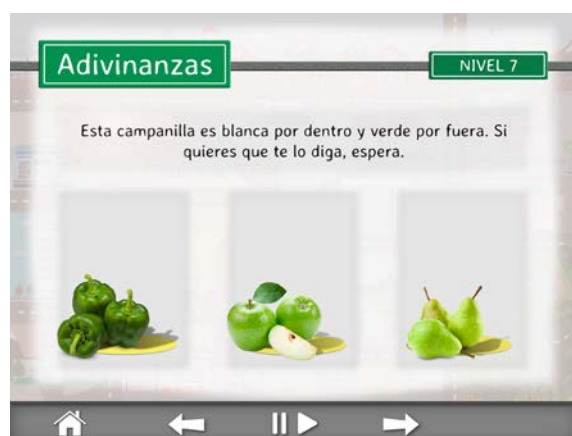 Adivinanzas
NIVEL 7
Esta campanilla es blanca por dentro y verde por fuera. Si
quieres que te lo diga, espera.